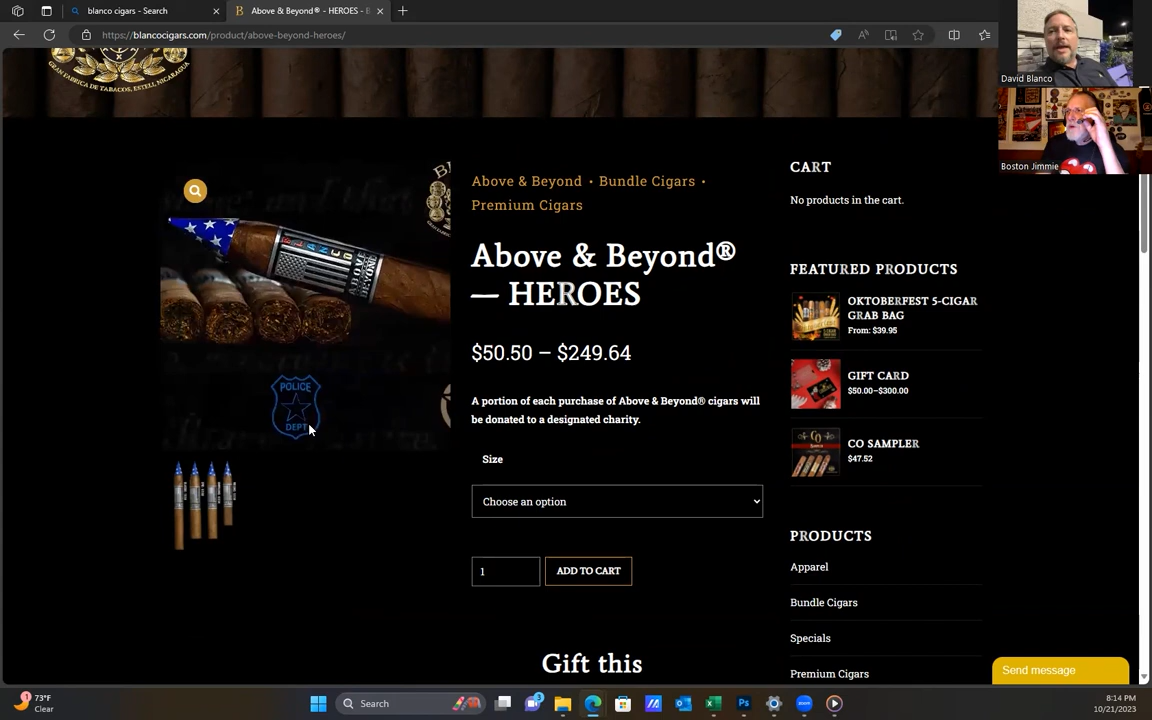 blanco cigars - Search
Above & Beyond® - HEROES - B
https://blancocigars.com/product/above-beyond-heroes/
David Blanco
Boston Jimmie
GRAN FABRICA DE TABACOS, ESTELI, NICARAGUA
Above & Beyond • Bundle Cigars •
Premium Cigars
Above & Beyond®
— HEROES
$50.50 – $249.64
A portion of each purchase of Above & Beyond® cigars will
be donated to a designated charity.
Size
Choose an option
1
ADD TO CART
Gift this
BLANCO
ABOVE
BEYOND
POLICE
DEPT
CART
No products in the cart.
FEATURED PRODUCTS
OKTOBERFEST 5-CIGAR
GRAB BAG
From: $39.95
GIFT CARD
$50.00–$300.00
CO SAMPLER
$47.52
PRODUCTS
Apparel
Bundle Cigars
Specials
Premium Cigars
Send message
1
73°F
Clear
Search
3
8:14 PM
10/21/2023